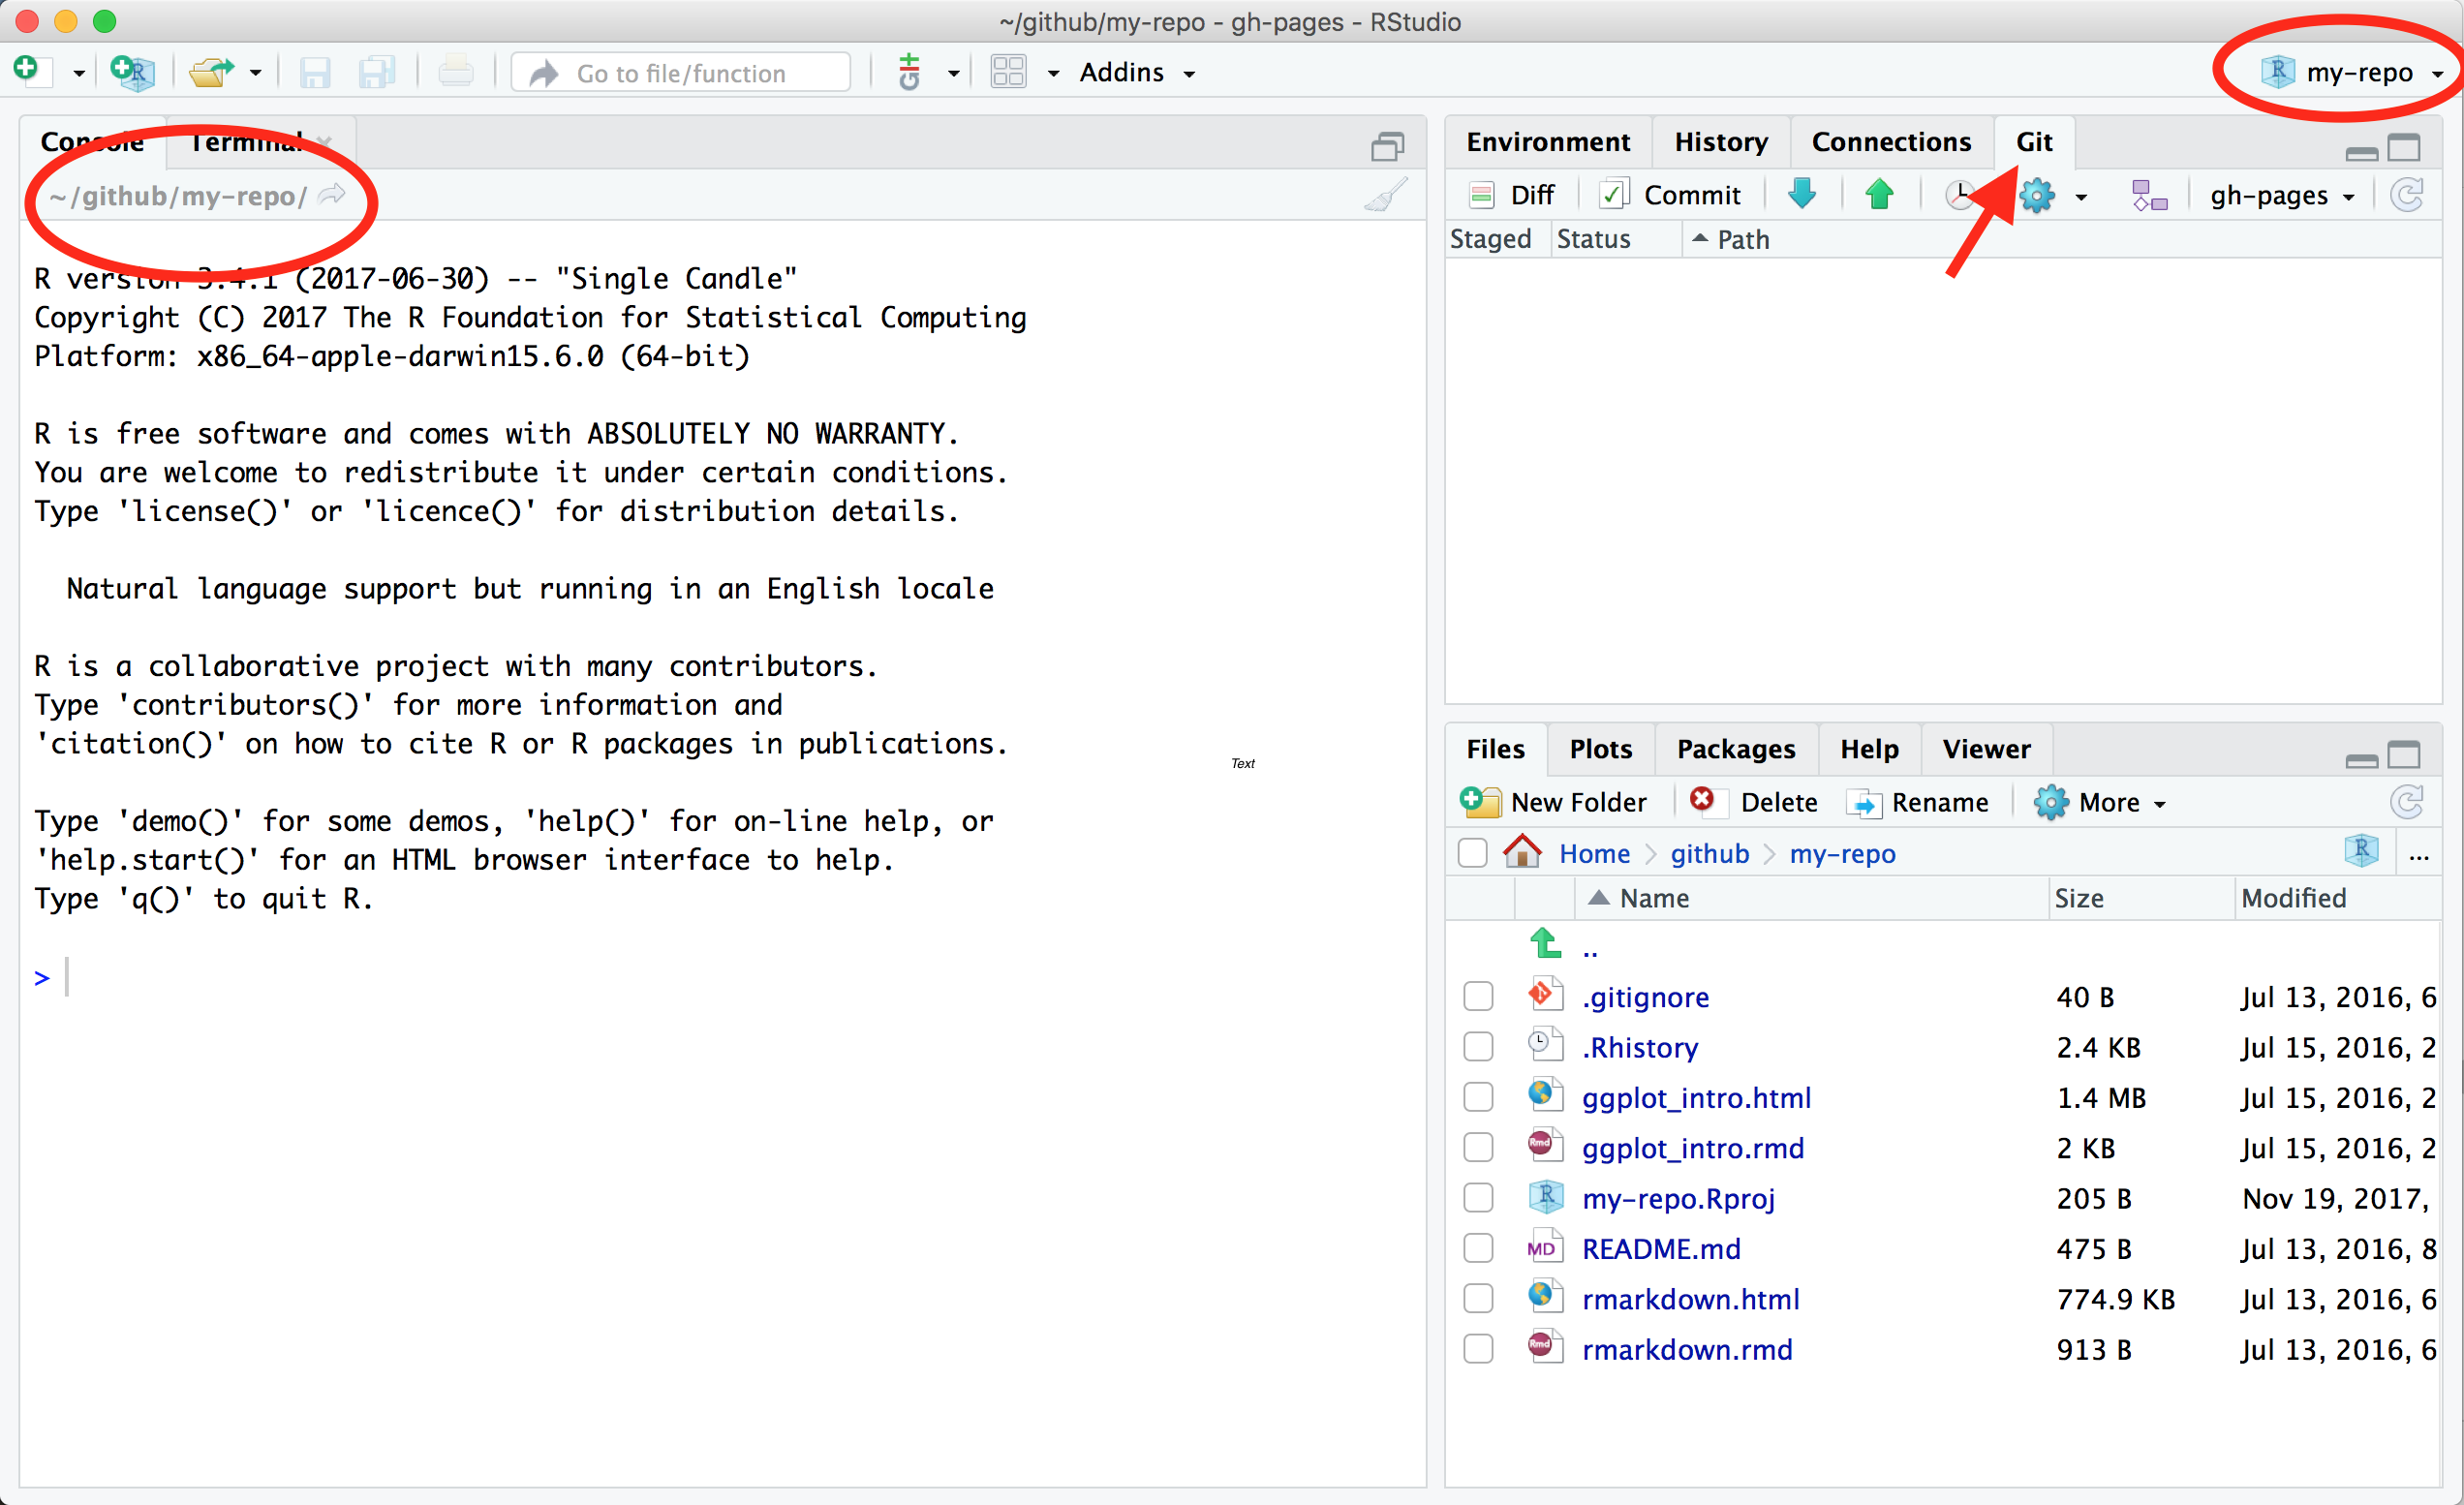 ~/github/my-repo - gh-pages - RStudio
Go to file/function
Addins
my-repo
Console Terminal
~/github/my-repo/
R version 3.4.1 (2017-06-30) -- "Single Candle"
Copyright (C) 2017 The R Foundation for Statistical Computing
Platform: x86_64-apple-darwin15.6.0 (64-bit)
R is free software and comes with ABSOLUTELY NO WARRANTY.
You are welcome to redistribute it under certain conditions.
Type 'license()' or 'licence()' for distribution details.
Natural language support but running in an English locale
R is a collaborative project with many contributors.
Type 'contributors()' for more information and
'citation()' on how to cite R or R packages in publications.
Type 'demo()' for some demos, 'help()' for on-line help, or
'help.start()' for an HTML browser interface to help.
Type 'q()' to quit R.
>
Text
Environment History Connections Git
Diff Commit gh-pages
Staged Status Path
Files Plots Packages Help Viewer
New Folder Delete Rename More
Home github my-repo ...
Name Size Modified
..
.gitignore 40 B Jul 13, 2016, 6
.Rhistory 2.4 KB Jul 15, 2016, 2
ggplot_intro.html 1.4 MB Jul 15, 2016, 2
ggplot_intro.rmd 2 KB Jul 15, 2016, 2
my-repo.Rproj 205 B Nov 19, 2017,
MD README.md 475 B Jul 13, 2016, 8
rmarkdown.html 774.9 KB Jul 13, 2016, 6
rmarkdown.rmd 913 B Jul 13, 2016, 6